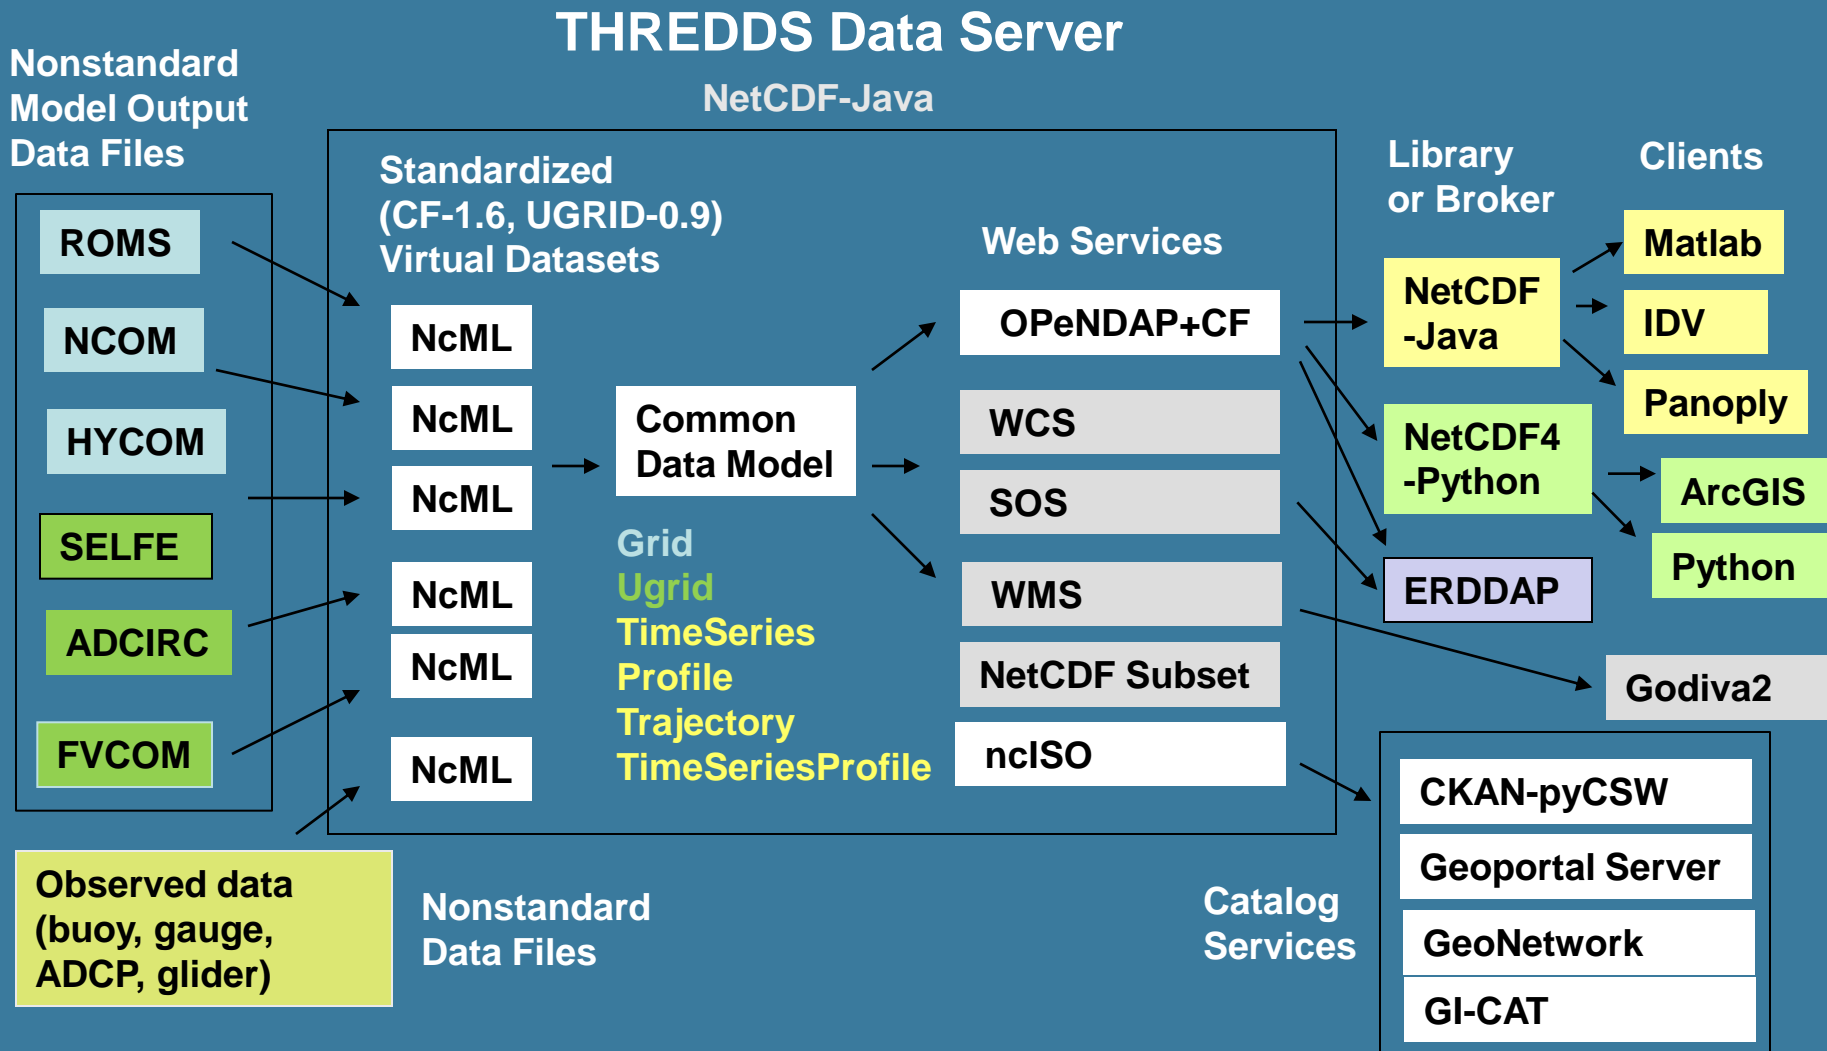 THREDDS Data Server
NetCDF-Java
Nonstandard
Model Output
Data Files
ROMS
NCOM
HYCOM
SELFE
ADCIRC
FVCOM
Observed data
(buoy, gauge,
ADCP, glider)
Nonstandard
Data Files
Standardized
(CF-1.6, UGRID-0.9)
Virtual Datasets
NcML
NcML
NcML
NcML
NcML
NcML
Common
Data Model
Grid
Ugrid
TimeSeries
Profile
Trajectory
TimeSeriesProfile
Web Services
OPeNDAP+CF
WCS
SOS
WMS
NetCDF Subset
ncISO
Library
or Broker
NetCDF
-Java
NetCDF4
-Python
ERDDAP
Clients
Matlab
IDV
Panoply
ArcGIS
Python
Godiva2
Catalog
Services
CKAN-pyCSW
Geoportal Server
GeoNetwork
GI-CAT